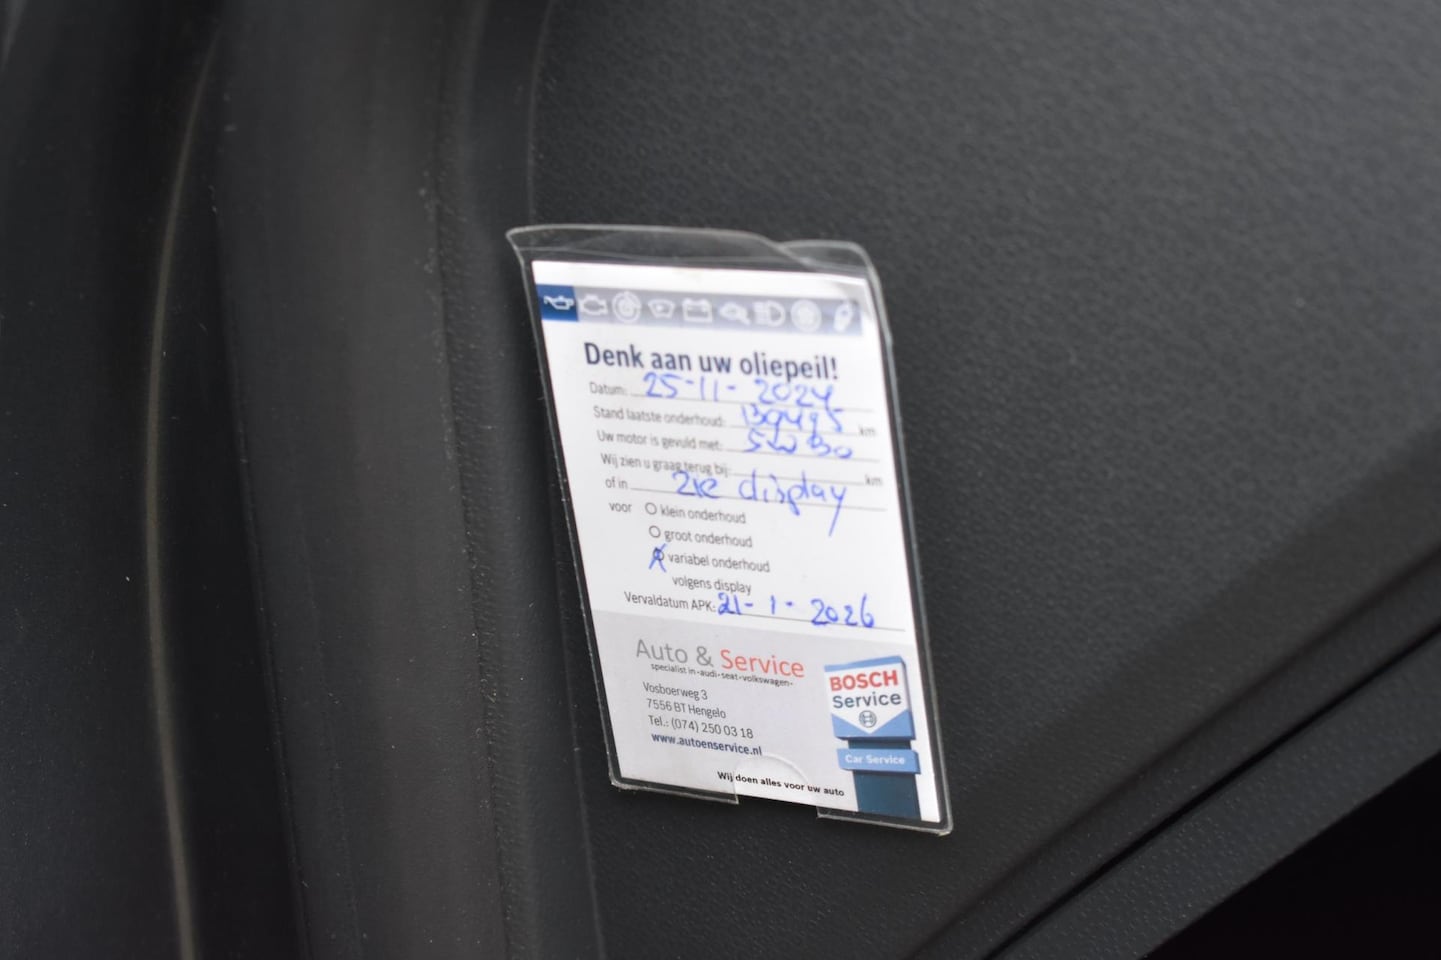 Denk aan uw oliepeil!
Datum: 25-11-2024
Stand laatste onderhoud: 139495 km
Uw motor is gevuld met: 5W30
Wij zien u graag terug bij: km
of in zie display
voor klein onderhoud
groot onderhoud
variabel onderhoud
volgens display
Vervaldatum APK: 21-1-2026
Auto & Service
specialist in -audi-seat-volkswagen-
Vosboerweg 3
7556 BT Hengelo
Tel.: (074) 250 03 18
www.autoenservice.nl
Wij doen alles voor uw auto
BOSCH
Service
Car Service